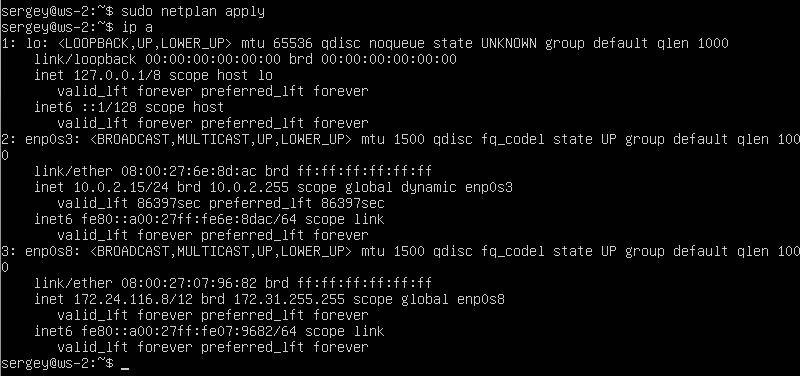 sergey@ws-2:~$ sudo netplan apply
sergey@ws-2:~$ ip a
1: lo: <LOOPBACK,UP,LOWER_UP> mtu 65536 qdisc noqueue state UNKNOWN group default qlen 1000
    link/loopback 00:00:00:00:00:00 brd 00:00:00:00:00:00
    inet 127.0.0.1/8 scope host lo
       valid_lft forever preferred_lft forever
    inet6 ::1/128 scope host
       valid_lft forever preferred_lft forever
2: enp0s3: <BROADCAST,MULTICAST,UP,LOWER_UP> mtu 1500 qdisc fq_codel state UP group default qlen 100
0
    link/ether 08:00:27:6e:8d:ac brd ff:ff:ff:ff:ff:ff
    inet 10.0.2.15/24 brd 10.0.2.255 scope global dynamic enp0s3
       valid_lft 86397sec preferred_lft 86397sec
    inet6 fe80::a00:27ff:fe6e:8dac/64 scope link
       valid_lft forever preferred_lft forever
3: enp0s8: <BROADCAST,MULTICAST,UP,LOWER_UP> mtu 1500 qdisc fq_codel state UP group default qlen 100
0
    link/ether 08:00:27:07:96:82 brd ff:ff:ff:ff:ff:ff
    inet 172.24.116.8/12 brd 172.31.255.255 scope global enp0s8
       valid_lft forever preferred_lft forever
    inet6 fe80::a00:27ff:fe07:9682/64 scope link
       valid_lft forever preferred_lft forever
sergey@ws-2:~$ _